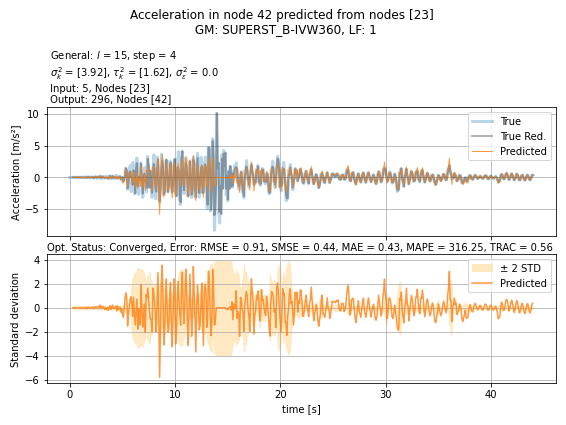 Acceleration in node 42 predicted from nodes [23]
GM: SUPERST_B-IVW360, LF: 1
General: l = 15, step = 4
σ²ₖ = [3.92], τ²ₖ = [1.62], σ²ε = 0.0
Input: 5, Nodes [23]
Output: 296, Nodes [42]
Acceleration [m/s²]
10
5
0
−5
True
True Red.
Predicted
Opt. Status: Converged, Error: RMSE = 0.91, SMSE = 0.44, MAE = 0.43, MAPE = 316.25, TRAC = 0.56
Standard deviation
4
2
0
−2
−4
−6
± 2 STD
Predicted
0 10 20 30 40
time [s]